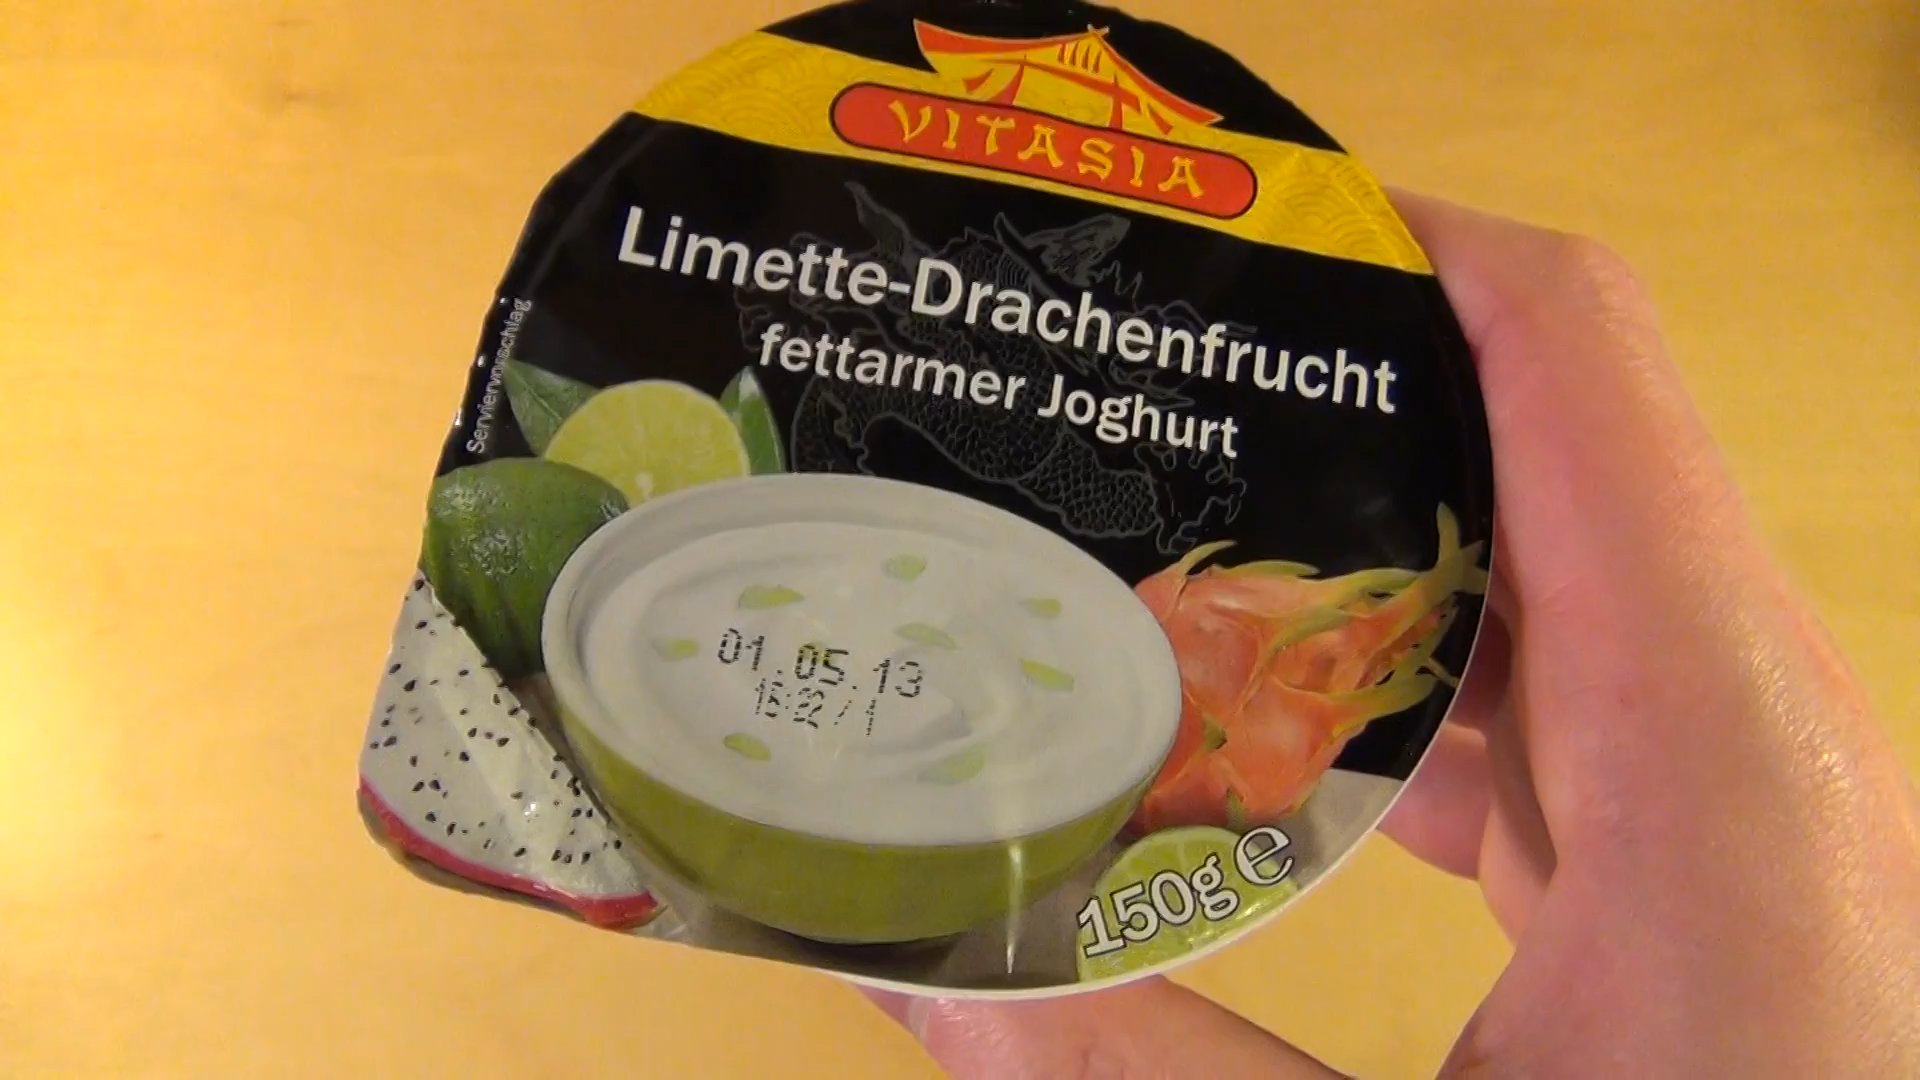 VITASIA
Limette-Drachenfrucht
fettarmer Joghurt
Serviervorschlag
01.05.13
150g e